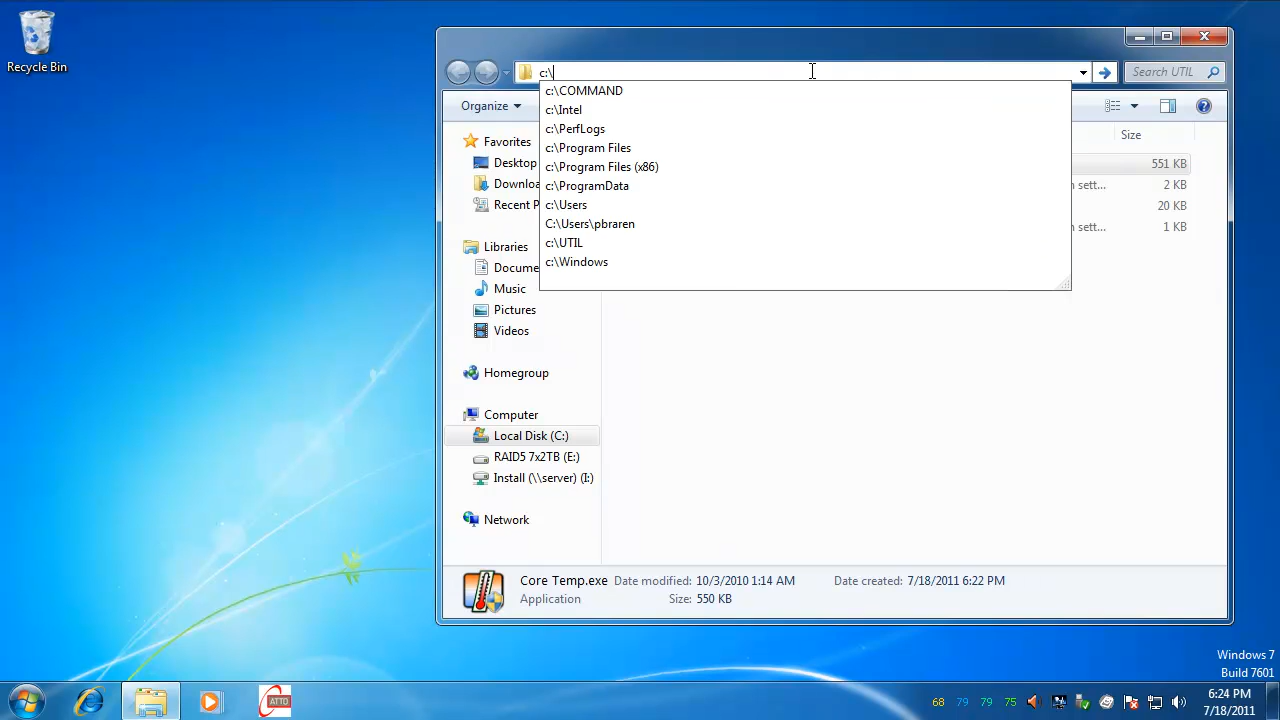 Recycle Bin
c:\
Search UTIL
c:\COMMAND
c:\Intel
c:\PerfLogs
c:\Program Files
c:\Program Files (x86)
c:\ProgramData
c:\Users
C:\Users\pbraren
c:\UTIL
c:\Windows
Organize
Size
551 KB
n sett... 2 KB
20 KB
n sett... 1 KB
Favorites
Desktop
Downloa
Recent P
Libraries
Docume
Music
Pictures
Videos
Homegroup
Computer
Local Disk (C:)
RAID5 7x2TB (E:)
Install (\\server) (I:)
Network
Core Temp.exe Date modified: 10/3/2010 1:14 AM Date created: 7/18/2011 6:22 PM
Application Size: 550 KB
Windows 7
Build 7601
ATTO
68 79 79 75
6:24 PM
7/18/2011